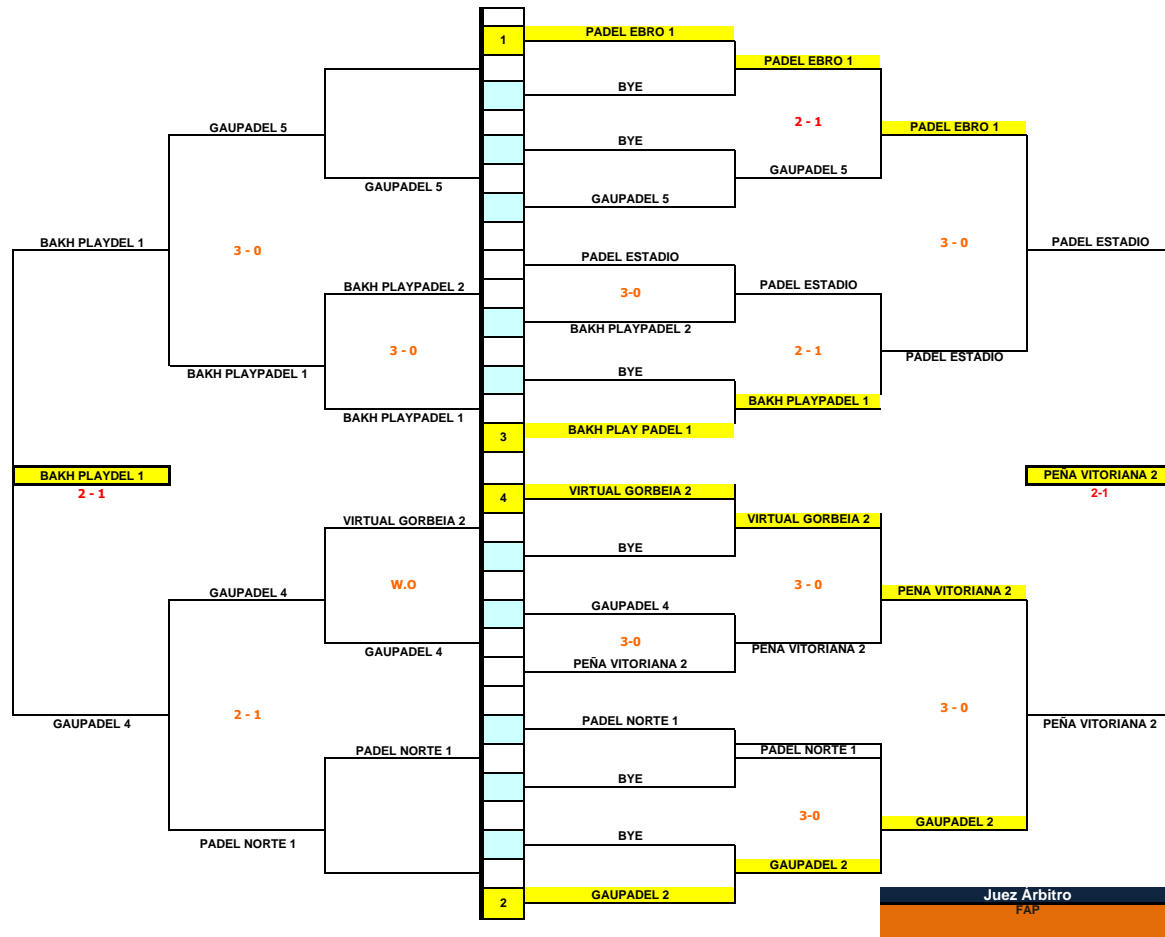 1
PADEL EBRO 1
PADEL EBRO 1
BYE
2 - 1
GAUPADEL 5
PADEL EBRO 1
BYE
GAUPADEL 5
GAUPADEL 5
GAUPADEL 5
BAKH PLAYDEL 1
3 - 0
PADEL ESTADIO
3 - 0
PADEL ESTADIO
BAKH PLAYPADEL 2
3-0
PADEL ESTADIO
BAKH PLAYPADEL 2
3 - 0
2 - 1
PADEL ESTADIO
BAKH PLAYPADEL 1
BYE
BAKH PLAYPADEL 1
BAKH PLAYPADEL 1
3
BAKH PLAY PADEL 1
BAKH PLAYDEL 1
2 - 1
PEÑA VITORIANA 2
2-1
4
VIRTUAL GORBEIA 2
VIRTUAL GORBEIA 2
VIRTUAL GORBEIA 2
BYE
W.O
3 - 0
GAUPADEL 4
PENA VITORIANA 2
GAUPADEL 4
3-0
GAUPADEL 4
PENA VITORIANA 2
PEÑA VITORIANA 2
2 - 1
3 - 0
GAUPADEL 4
PADEL NORTE 1
PEÑA VITORIANA 2
PADEL NORTE 1
PADEL NORTE 1
BYE
3-0
GAUPADEL 2
PADEL NORTE 1
BYE
GAUPADEL 2
2
GAUPADEL 2
Juez Árbitro
FAP